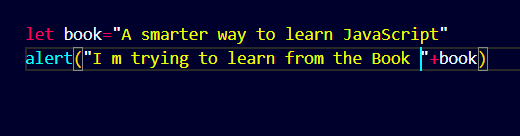 let book="A smarter way to learn JavaScript"
alert("I m trying to learn from the Book "+book)